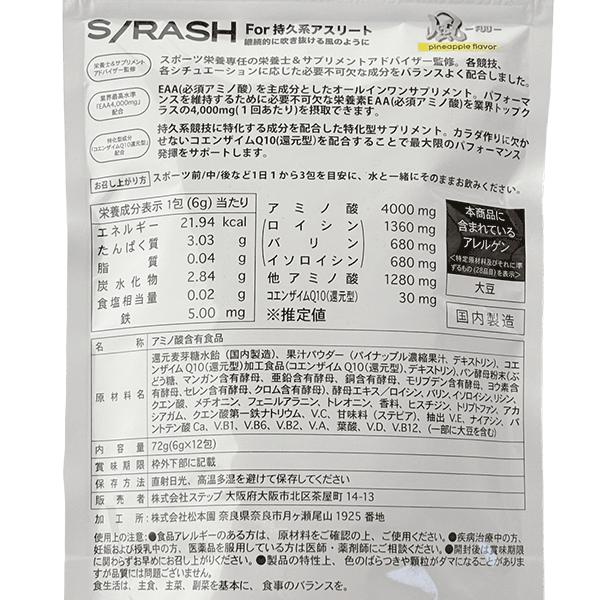 S/RASH For 持久系アスリート
継続的に吹き抜ける風のように
風 ーFU U ー
pineapple flavor
栄養士&サプリメント
アドバイザー監修
スポーツ栄養専任の栄養士&サプリメントアドバイザー監修。各競技、
各シチュエーションに応じた必要不可欠な成分をバランスよく配合しました。
業界最高水準
「EAA4,000mg」
配合
EAA(必須アミノ酸)を主成分としたオールインワンサプリメント。パフォーマ
ンスを維持するために必要不可欠な栄養素EAA(必須アミノ酸)を業界トップク
ラスの4,000mg(1回あたり)を摂取できます。
特化型成分
「コエンザイムQ10(還元型)」
配合
持久系競技に特化する成分を配合した特化型サプリメント。カラダ作りに欠か
せないコエンザイムQ10(還元型)を配合することで最大限のパフォーマンス
発揮をサポートします。
お召し上がり方 スポーツ前/中/後など1日1から3包を目安に、水と一緒にそのままお飲みください。
栄養成分表示 1包(6g)当たり
エネルギー 21.94 kcal
たんぱく質 3.03 g
脂質 0.04 g
炭水化物 2.84 g
食塩相当量 0.02 g
鉄 5.00 mg
アミノ酸 4000 mg
(ロイシン 1360 mg
(バリン 680 mg
(イソロイシン) 680 mg
他アミノ酸 1280 mg
コエンザイムQ10(還元型) 30 mg
※推定値
本商品に
含まれている
アレルゲン
<特定原材料及びそれに準
ずるもの(28品目)を表示>
大豆
国内製造
名称 アミノ酸含有食品
原材料名 還元麦芽糖水飴(国内製造)、果汁パウダー(パイナップル濃縮果汁、デキストリン)、コエ
ンザイムQ10(還元型)加工食品(コエンザイムQ10(還元型)、デキストリン)、パン酵母粉末(ぶ
どう糖、マンガン含有酵母、亜鉛含有酵母、銅含有酵母、モリブデン含有酵母、ヨウ素含
有酵母、セレン含有酵母、クロム含有酵母)、酵母エキス/ロイシン、バリン、イソロイシン、リジン、
クエン酸、メチオニン、フェニルアラニン、トレオニン、香料、ヒスチジン、トリプトファン、アカ
シアガム、クエン酸第一鉄ナトリウム、V.C、甘味料(ステビア)、抽出V.E、ナイアシン、パ
ントテン酸Ca、V.B1、V.B6、V.B2、V.A、葉酸、V.D、V.B12、(一部に大豆を含む)
内容量 72g(6g×12包)
賞味期限 枠外下部に記載
保存方法 直射日光、高温多湿を避けて保存してください
販売者 株式会社ステップ 大阪府大阪市北区茶屋町 14-13
加工所:株式会社松本園 奈良県奈良市月ヶ瀬尾山 1925 番地
使用上の注意:●食品アレルギーのある方は、原材料をご確認の上、ご使用ください。●疾病治療中の方、
妊娠および授乳中の方、医薬品を服用している方は医師・薬剤師にご相談ください。●開封後は賞味期限
に関わらずお早めにお召し上がりください。●製品の特性上、色のばらつきや顆粒がダマになることがあり
ますが品質には問題ございません。
食生活は、主食、主菜、副菜を基本に、食事のバランスを。